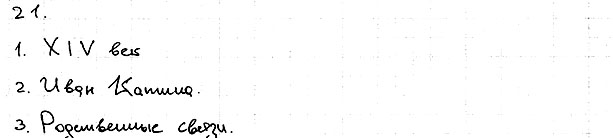 21.
1. XIV век
2. Иван Калита.
3. Родственные связи.